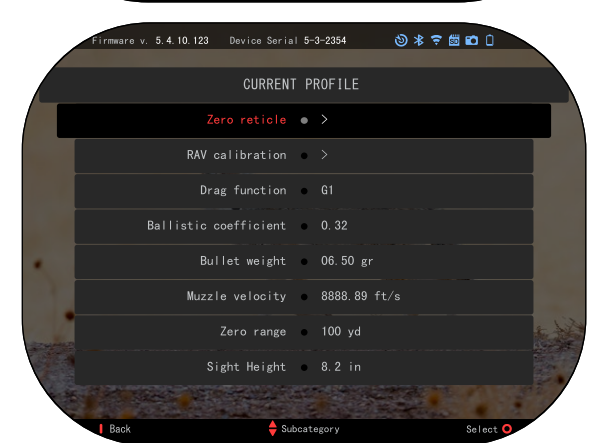 Firmware v. 5.4.10.123 Device Serial 5-3-2354
CURRENT PROFILE
Zero reticle >
RAV calibration >
Drag function G1
Ballistic coefficient 0.32
Bullet weight 06.50 gr
Muzzle velocity 8888.89 ft/s
Zero range 100 yd
Sight Height 8.2 in
Back Subcategory Select